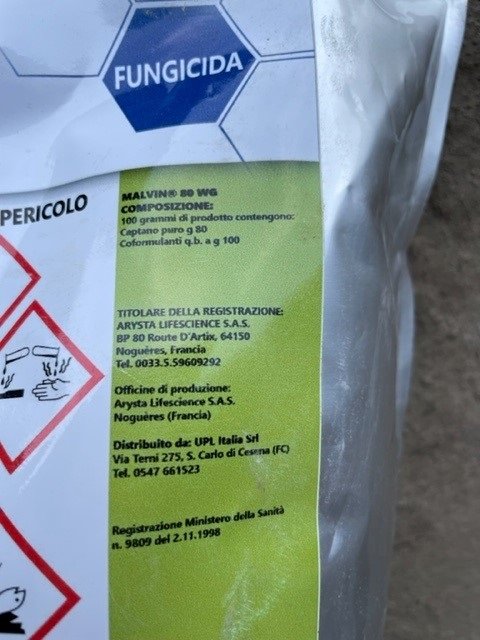 FUNGICIDA
PERICOLO
MALVIN® 80 WG
COMPOSIZIONE:
100 grammi di prodotto contengono:
Captano puro g 80
Coformulanti q.b. a g 100
TITOLARE DELLA REGISTRAZIONE:
ARYSTA LIFESCIENCE S.A.S.
BP 80 Route D'Artix, 64150
Noguères, Francia
Tel. 0033.5.59609292
Officine di produzione:
Arysta Lifescience S.A.S.
Noguères (Francia)
Distribuito da: UPL Italia Srl
Via Terni 275, S. Carlo di Cesena (FC)
Tel. 0547 661523
Registrazione Ministero della Sanità
n. 9809 del 2.11.1998